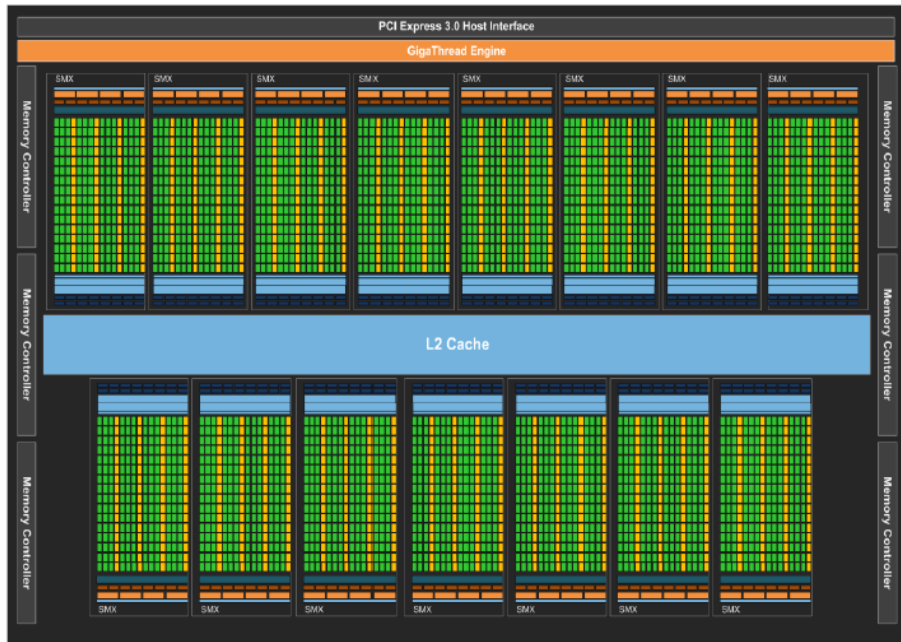 PCI Express 3.0 Host Interface
GigaThread Engine
SMX SMX SMX SMX SMX SMX SMX SMX
Memory Controller
Memory Controller
Memory Controller
Memory Controller
L2 Cache
Memory Controller
Memory Controller
SMX SMX SMX SMX SMX SMX SMX